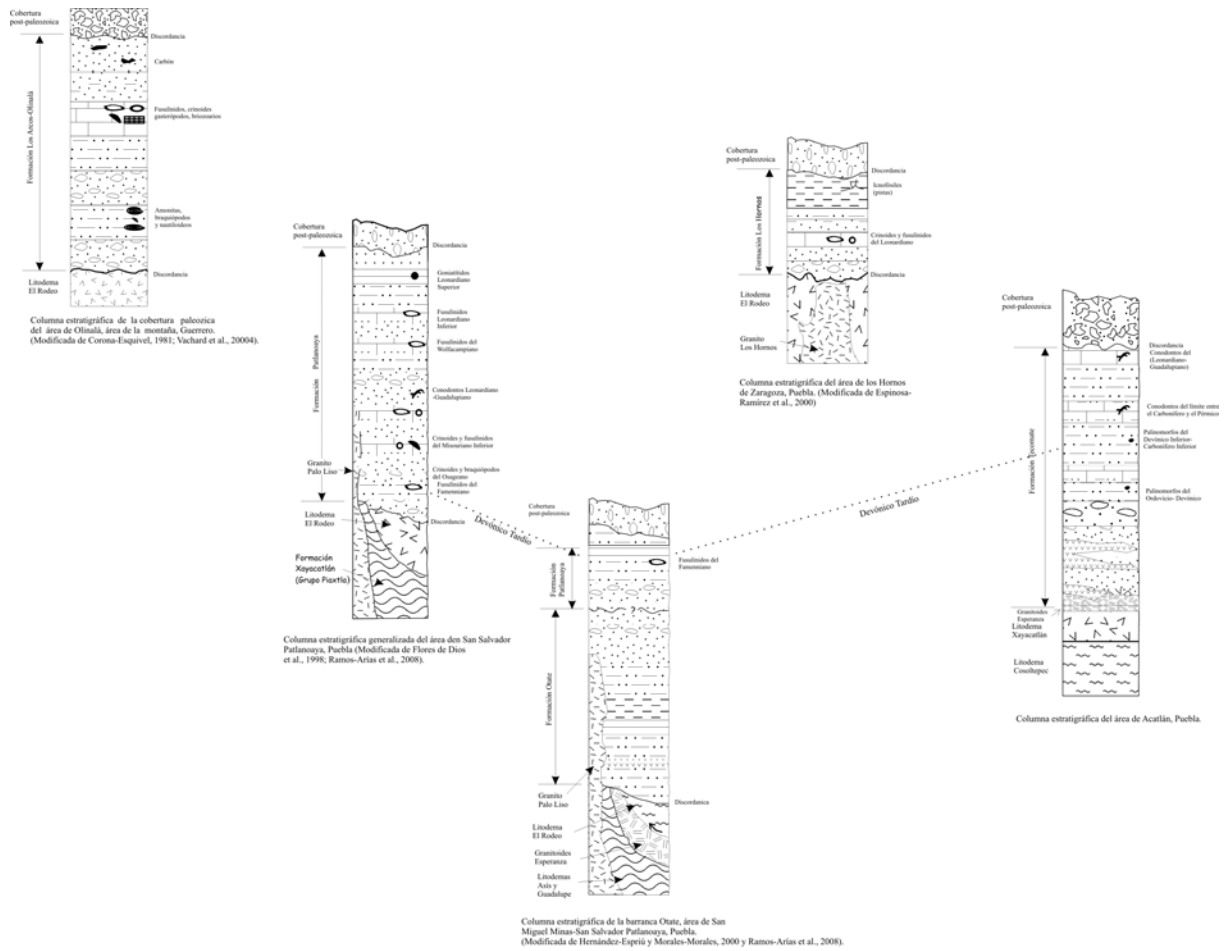 Cobertura
post-paleozoica
Discordancia
Carbón
Formación Los Arcos-Olinalá
Fusulínidos, crinoides
gasterópodos, briozoarios
Amonitas,
braquiópodos
y nautiloideos
Discordancia
Litodema
El Rodeo
Columna estratigráfica de la cobertura paleozica
del área de Olinalá, área de la montaña, Guerrero.
(Modificada de Corona-Esquivel, 1981; Vachard et al., 20004).
Cobertura
post-paleozoica
Discordancia
Formación Patlanoaya
Goniatítidos
Leonardiano
Superior
Fusulínidos
Leonardiano
Inferior
Fusulínidos del
Wolfacampiano
Conodontos Leonardiano
-Guadalupiano
Crinoides y fusulínidos
del Misouriano Inferior
Granito
Palo Liso
Crinoides y braquiópodos
del Osageano
Fusulínidos del
Famenniano
Litodema
El Rodeo
Discordancia
Formación
Xayacatlán
(Grupo Piaxtla)
Columna estratigráfica generalizada del área den San Salvador
Patlanoaya, Puebla (Modificada de Flores de Dios
et al., 1998; Ramos-Arias et al., 2008).
Devónico Tardío
Cobertura
post-paleozoica
Formación
Patlanoaya
Fusulínidos del
Famenniano
?
Formación Otate
Granito
Palo Liso
Discordanica
Litodema
El Rodeo
Granitoides
Esperanza
Litodemas
Asís y
Guadalupe
Columna estratigráfica de la barranca Otate, área de San
Miguel Minas-San Salvador Patlanoaya, Puebla.
(Modificada de Hernández-Espriú y Morales-Morales, 2000 y Ramos-Arias et al., 2008).
Cobertura
post-paleozoica
Discordancia
Formación Los Hornos
Icnofósiles
(pistas)
Crinoides y fusulínidos
del Leonardiano
Discordancia
Litodema
El Rodeo
Granito
Los Hornos
Columna estratigráfica del área de los Hornos
de Zaragoza, Puebla. (Modificada de Espinosa-
Ramírez et al., 2000)
Devónico Tardío
Cobertura
post-paleozoica
Discordancia
Conodontos del
(Leonardiano-
Guadalupiano)
Formación Tecomate
Conodontos del límite entre
el Carbonífero y el Pérmico
Palinomorfos del
Devónico Inferior-
Carbonífero Inferior
Palinomorfos del
Ordovício- Devónico
Granitoides
Esperanza
Litodema
Xayacatlán
Litodema
Cosoltepec
Columna estratigráfica del área de Acatlán, Puebla.